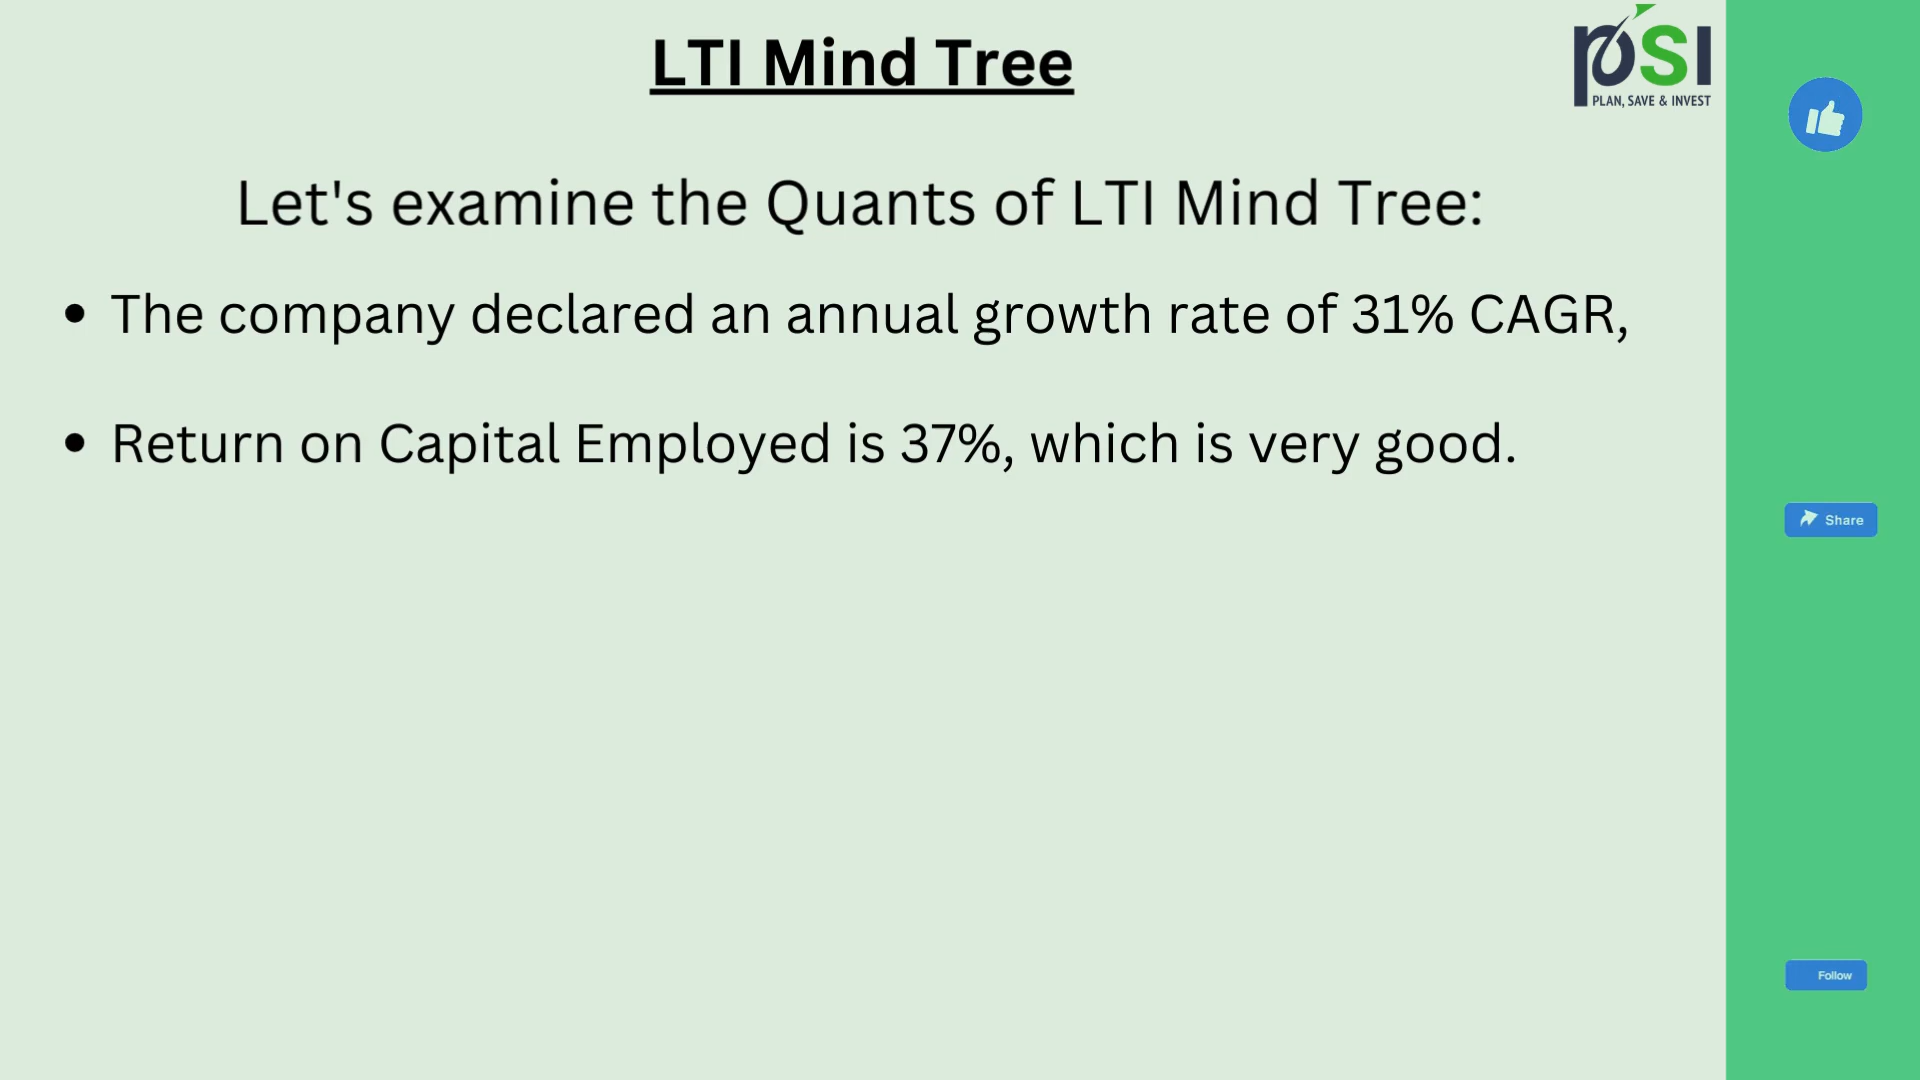 LTI Mind Tree
pSI
PLAN, SAVE & INVEST
Let's examine the Quants of LTI Mind Tree:
• The company declared an annual growth rate of 31% CAGR,
• Return on Capital Employed is 37%, which is very good.
Share
Follow